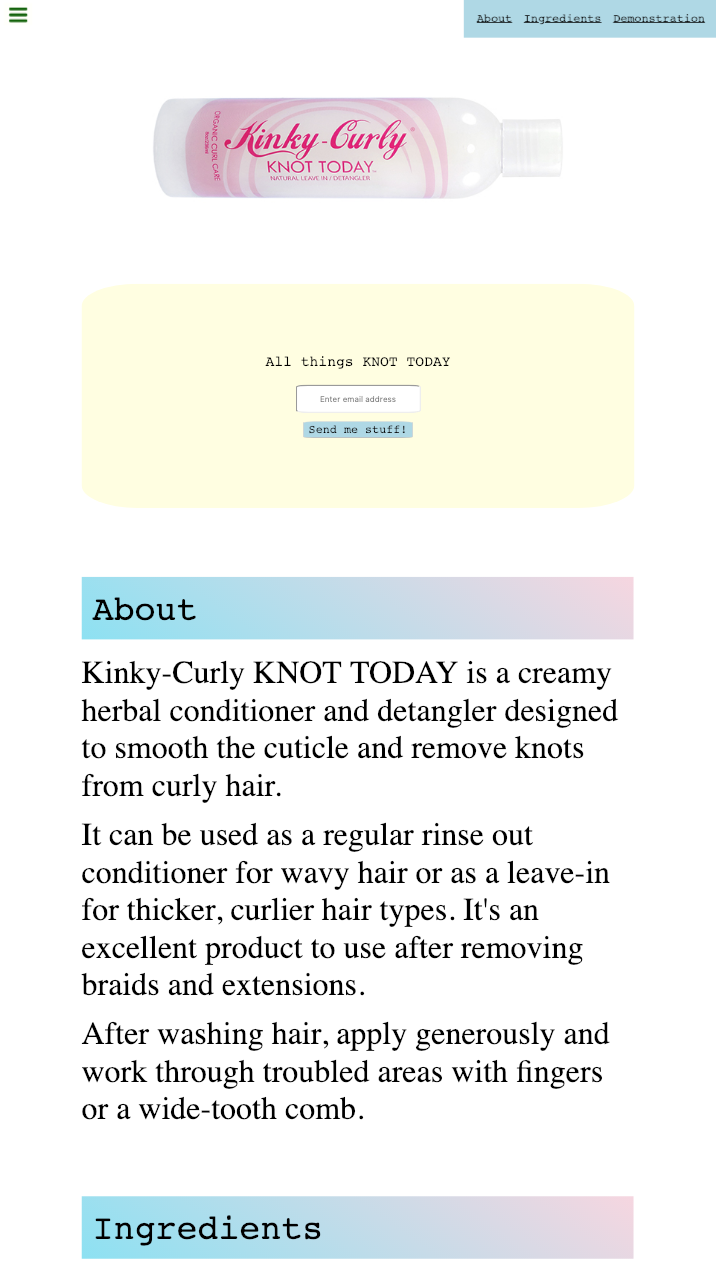 About Ingredients Demonstration
ORGANIC CURL CARE
Kinky-Curly®
KNOT TODAY™
NATURAL LEAVE IN / DETANGLER
All things KNOT TODAY
Enter email address
Send me stuff!
About
Kinky-Curly KNOT TODAY is a creamy
herbal conditioner and detangler designed
to smooth the cuticle and remove knots
from curly hair.
It can be used as a regular rinse out
conditioner for wavy hair or as a leave-in
for thicker, curlier hair types. It's an
excellent product to use after removing
braids and extensions.
After washing hair, apply generously and
work through troubled areas with fingers
or a wide-tooth comb.
Ingredients